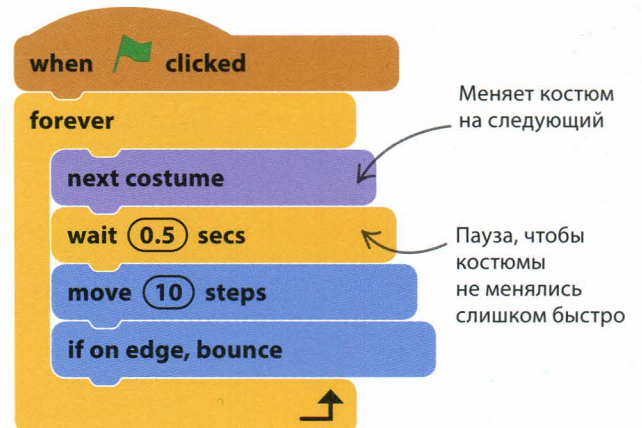 when clicked
forever
next costume
wait 0.5 secs
move 10 steps
if on edge, bounce
Меняет костюм
на следующий
Пауза, чтобы
костюмы
не менялись
слишком быстро